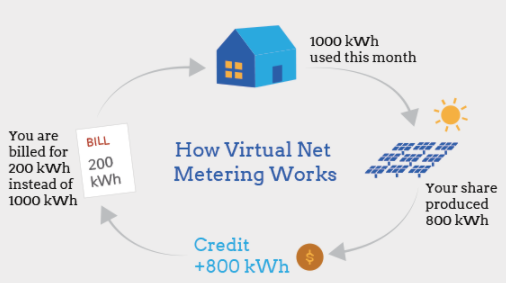 1000 kWh
used this month
How Virtual Net
Metering Works
Your share
produced
800 kWh
Credit
+800 kWh
$
You are
billed for
200 kWh
instead of
1000 kWh
BILL
200
kWh